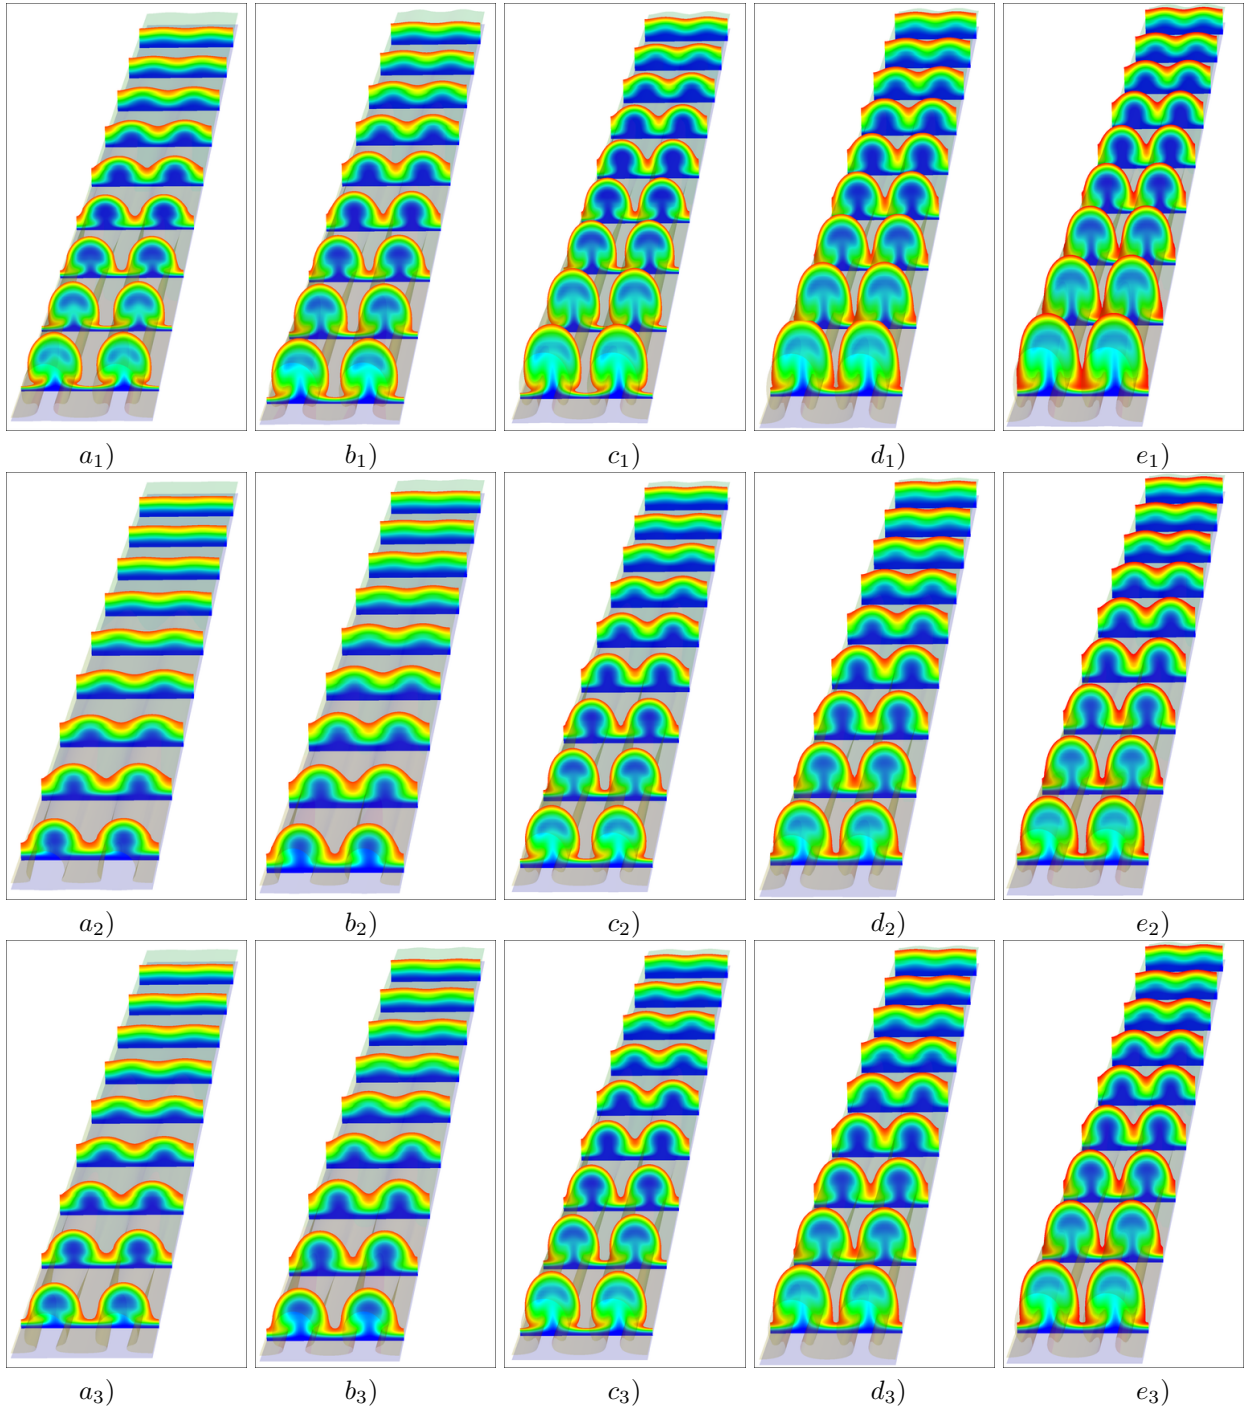 a₁) b₁) c₁) d₁) e₁)
a₂) b₂) c₂) d₂) e₂)
a₃) b₃) c₃) d₃) e₃)